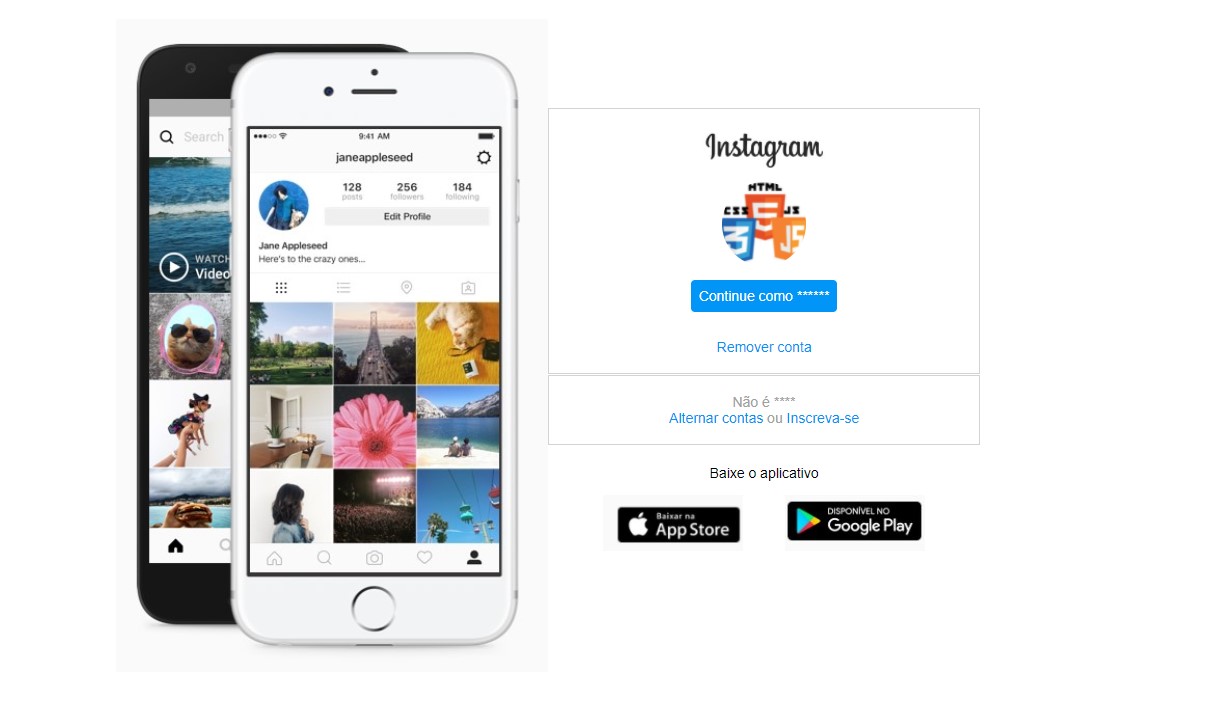 Search
WATCH
Video
9:41 AM
janeappleseed
128
256
184
posts
followers
following
Edit Profile
Jane Appleseed
Here's to the crazy ones...
Instagram
HTML
CSS JS
3 5 JS
Continue como ******
Remover conta
Não é ****
Alternar contas ou Inscreva-se
Baixe o aplicativo
Baixar na
App Store
DISPONÍVEL NO
Google Play